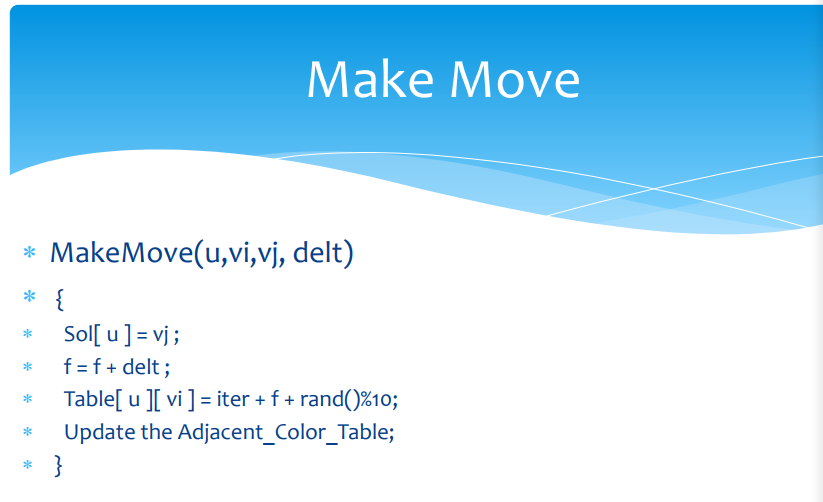 Make Move
* MakeMove(u,vi,vj, delt)
* {
* Sol[ u ] = vj ;
* f = f + delt ;
* Table[ u ][ vi ] = iter + f + rand()%10;
* Update the Adjacent_Color_Table;
* }